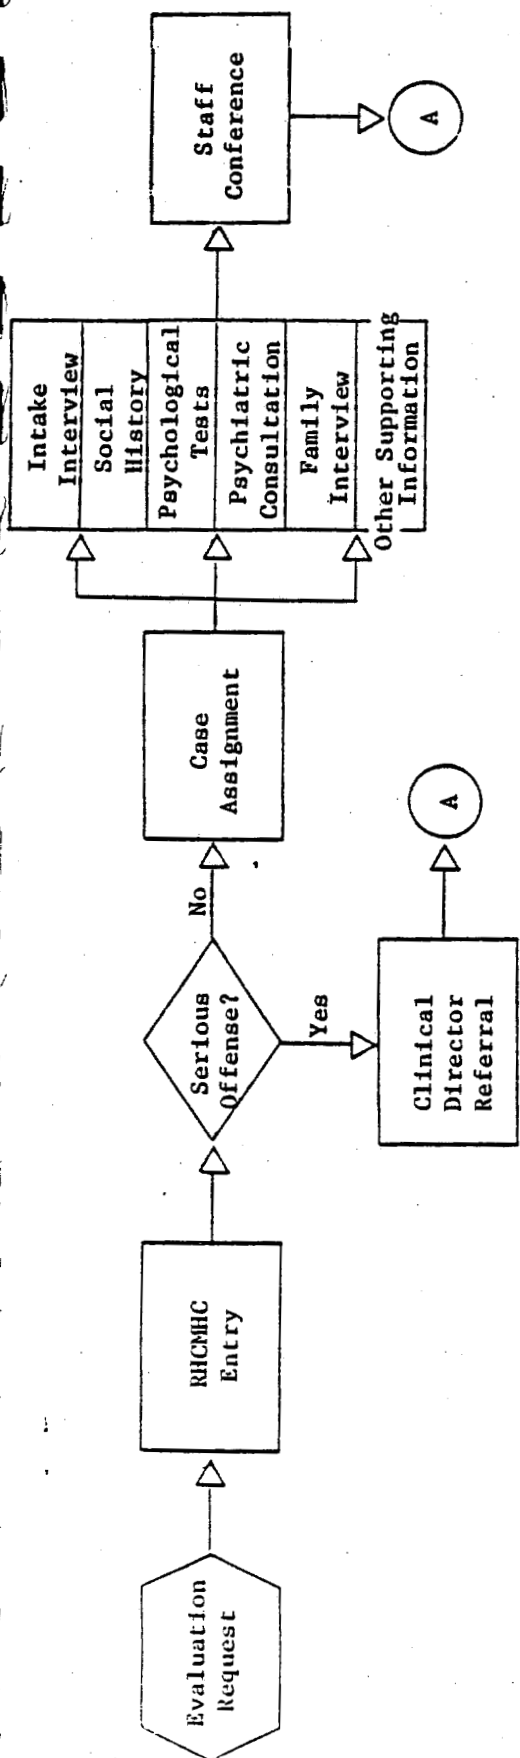 Evaluation
Request
RHCMHC
Entry
Serious
Offense?
No
Yes
Case
Assignment
Clinical
Director
Referral
A
Intake
Interview
Social
History
Psychological
Tests
Psychiatric
Consultation
Family
Interview
Other Supporting
Information
Staff
Conference
A